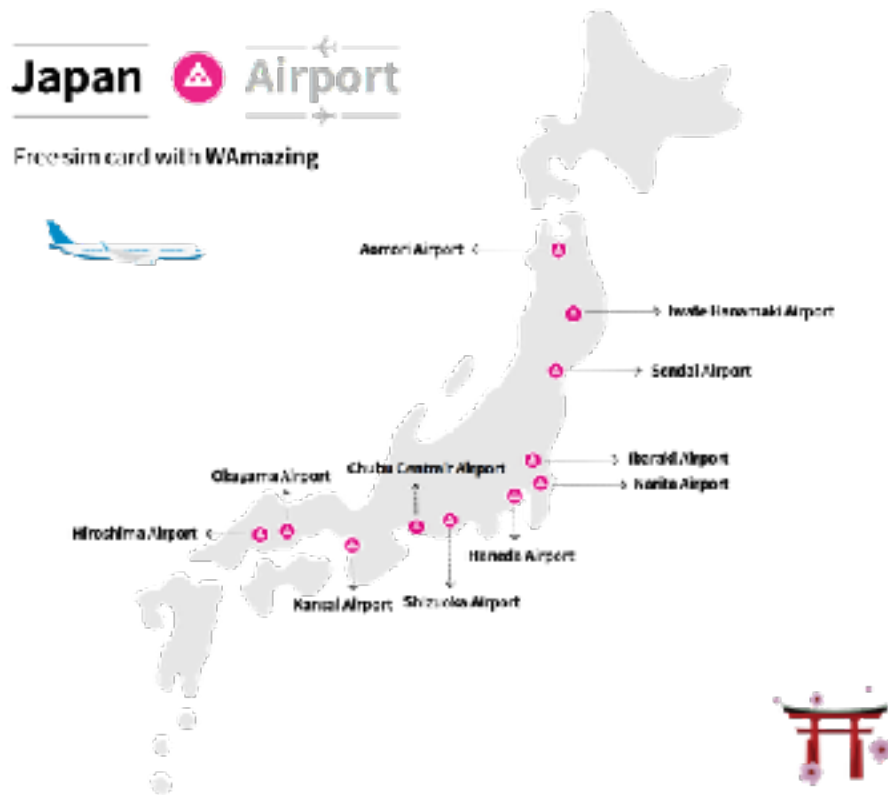 Japan Airport
Free sim card with WAmazing
Aomori Airport
Iwate Hanamaki Airport
Sendai Airport
Ibaraki Airport
Narita Airport
Chubu Centrair Airport
Okayama Airport
Hiroshima Airport
Haneda Airport
Kansai Airport
Shizuoka Airport